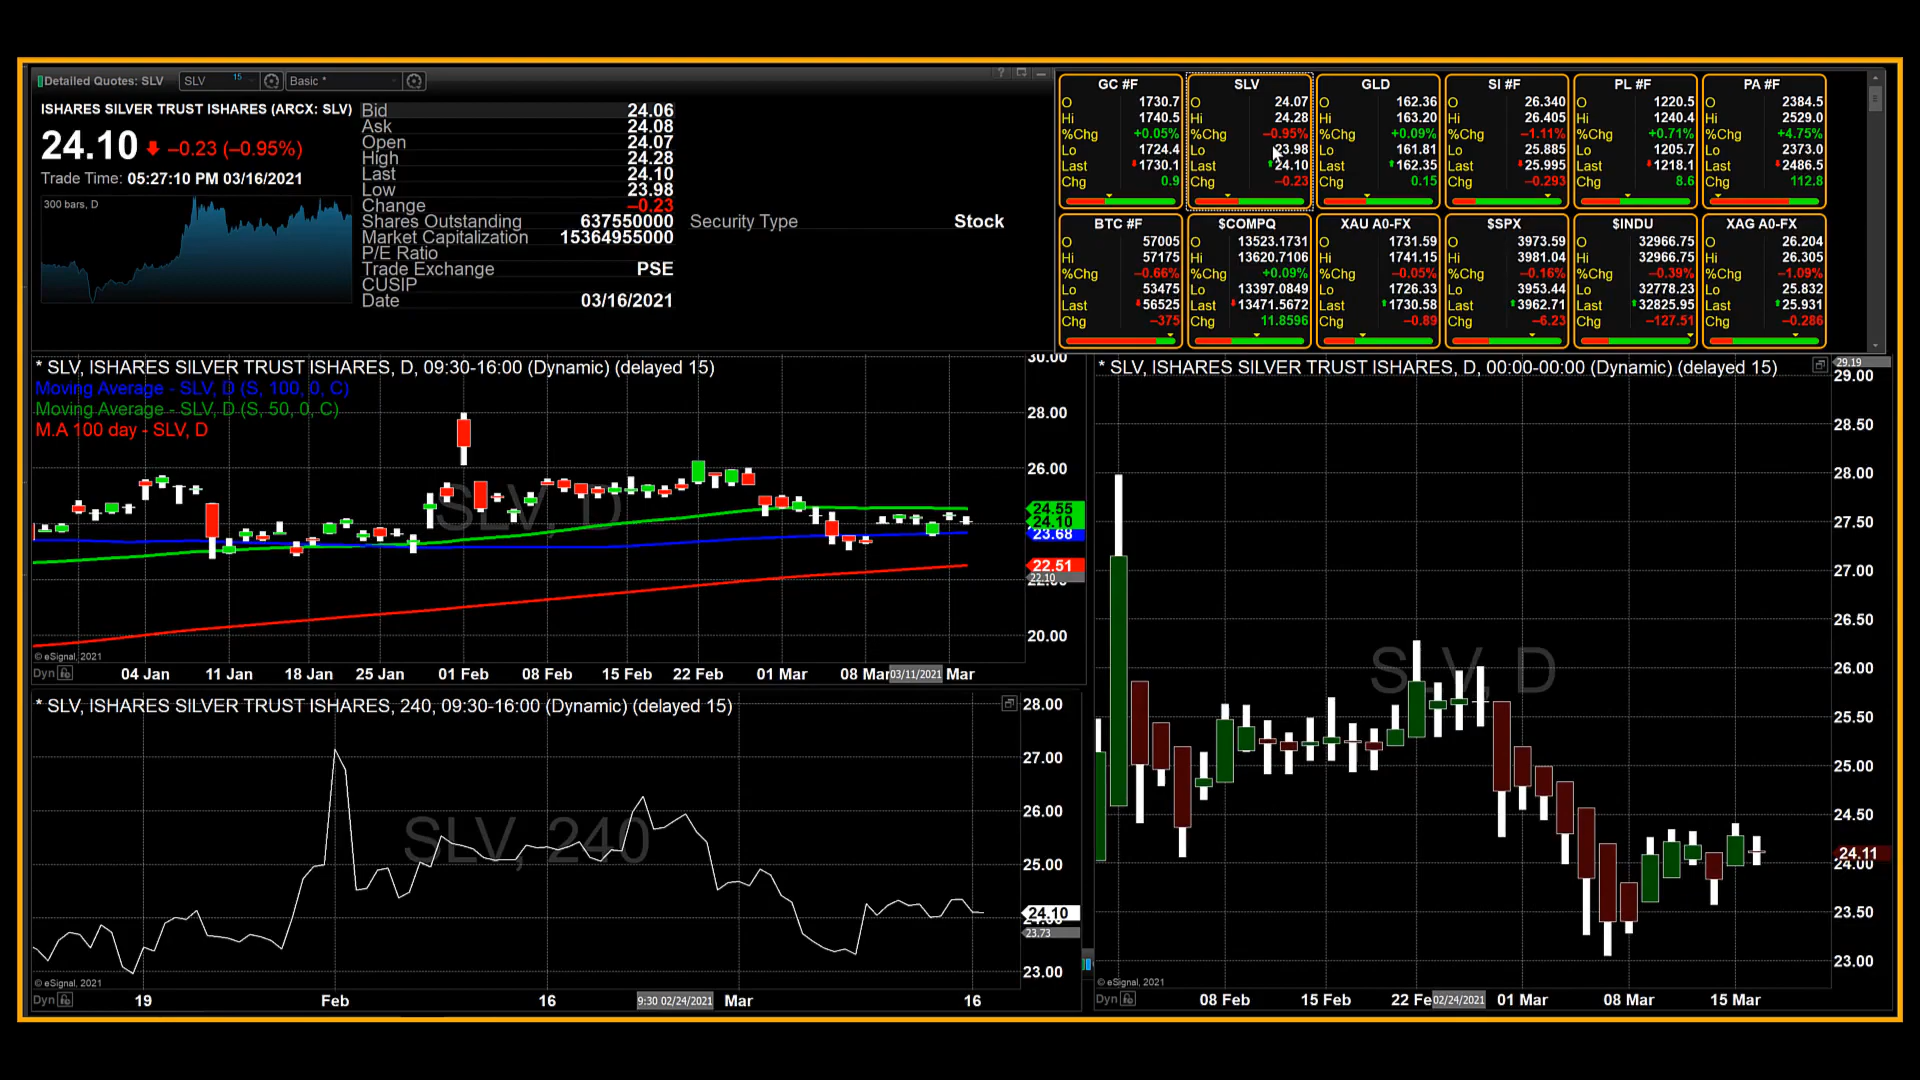 Detailed Quotes: SLV SLV 15 Basic *
ISHARES SILVER TRUST ISHARES (ARCX: SLV)
24.10 –0.23 (–0.95%)
Trade Time: 05:27:10 PM 03/16/2021
300 bars, D
Bid 24.06
Ask 24.08
Open 24.07
High 24.28
Last 24.10
Low 23.98
Change –0.23
Shares Outstanding 637550000
Market Capitalization 15364955000
P/E Ratio
Trade Exchange PSE
CUSIP
Date 03/16/2021
Security Type Stock
GC #F
O 1730.7
Hi 1740.5
%Chg +0.05%
Lo 1724.4
Last 1730.1
Chg 0.9
SLV
O 24.07
Hi 24.28
%Chg –0.95%
Lo 23.98
Last 24.10
Chg –0.23
GLD
O 162.36
Hi 163.20
%Chg +0.09%
Lo 161.81
Last 162.35
Chg 0.15
SI #F
O 26.340
Hi 26.405
%Chg –1.11%
Lo 25.885
Last 25.995
Chg –0.293
PL #F
O 1220.5
Hi 1240.4
%Chg +0.71%
Lo 1205.7
Last 1218.1
Chg 8.6
PA #F
O 2384.5
Hi 2529.0
%Chg +4.75%
Lo 2373.0
Last 2486.5
Chg 112.8
BTC #F
O 57005
Hi 57175
%Chg –0.66%
Lo 53475
Last 56525
Chg –375
$COMPQ
O 13523.1731
Hi 13620.7106
%Chg +0.09%
Lo 13397.0849
Last 13471.5672
Chg 11.8596
XAU A0-FX
O 1731.59
Hi 1741.15
%Chg –0.05%
Lo 1726.33
Last 1730.58
Chg –0.89
$SPX
O 3973.59
Hi 3981.04
%Chg –0.16%
Lo 3953.44
Last 3962.71
Chg –6.23
$INDU
O 32966.75
Hi 32966.75
%Chg –0.39%
Lo 32778.23
Last 32825.95
Chg –127.51
XAG A0-FX
O 26.204
Hi 26.305
%Chg –1.09%
Lo 25.832
Last 25.931
Chg –0.286
* SLV, ISHARES SILVER TRUST ISHARES, D, 09:30-16:00 (Dynamic) (delayed 15)
Moving Average - SLV, D (S, 100, 0, C)
Moving Average - SLV, D (S, 50, 0, C)
M.A 100 day - SLV, D
SLV, D
30.00
28.00
26.00
24.55
24.10
23.68
22.51
22.10
22.00
20.00
© eSignal, 2021
Dyn 04 Jan 11 Jan 18 Jan 25 Jan 01 Feb 08 Feb 15 Feb 22 Feb 01 Mar 08 Mar 03/11/2021 Mar
* SLV, ISHARES SILVER TRUST ISHARES, 240, 09:30-16:00 (Dynamic) (delayed 15)
SLV, 240
28.00
27.00
26.00
25.00
24.10
24.00
23.73
23.00
© eSignal, 2021
Dyn 19 Feb 16 9:30 02/24/2021 Mar 16
* SLV, ISHARES SILVER TRUST ISHARES, D, 00:00-00:00 (Dynamic) (delayed 15)
SLV, D
29.19
29.00
28.50
28.00
27.50
27.00
26.50
26.00
25.50
25.00
24.50
24.11
24.00
23.50
23.00
© eSignal, 2021
Dyn 08 Feb 15 Feb 22 Fe 02/24/2021 01 Mar 08 Mar 15 Mar